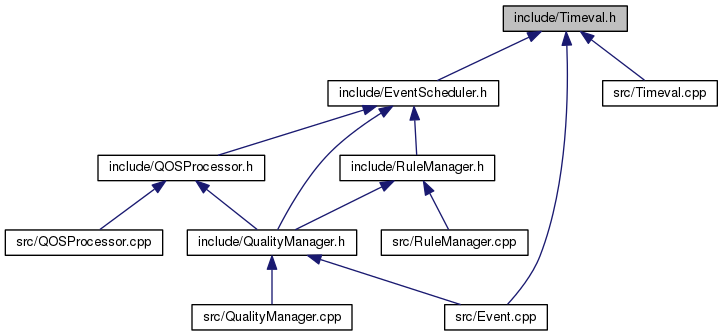 include/Timeval.h
include/EventScheduler.h
src/Timeval.cpp
include/QOSProcessor.h
include/RuleManager.h
src/QOSProcessor.cpp
include/QualityManager.h
src/RuleManager.cpp
src/QualityManager.cpp
src/Event.cpp